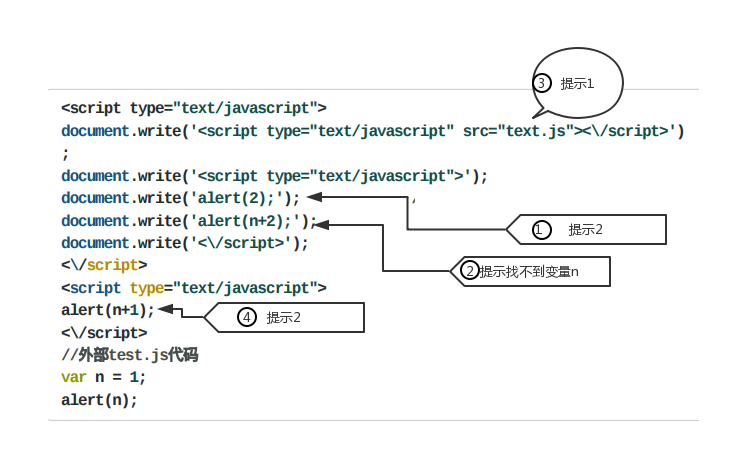 ③ 提示1
<script type="text/javascript">
document.write('<script type="text/javascript" src="text.js"><\/script>')
;
document.write('<script type="text/javascript">');
document.write('alert(2);');
① 提示2
document.write('alert(n+2);');
document.write('<\/script>');
② 提示找不到变量n
<\/script>
<script type="text/javascript">
alert(n+1);
④ 提示2
<\/script>
//外部test.js代码
var n = 1;
alert(n);